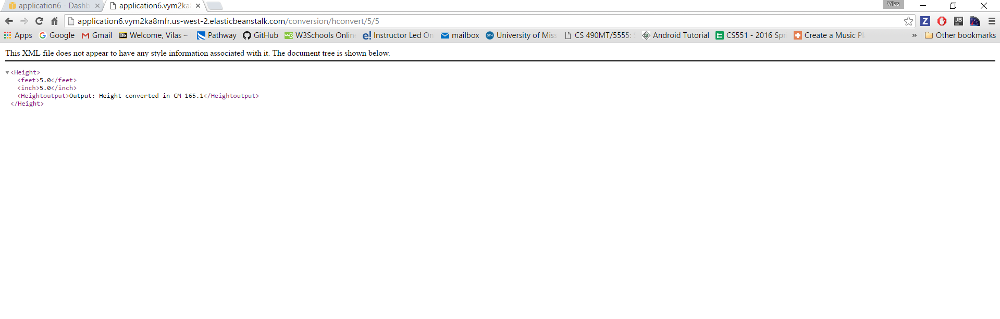 application6 - Dashb
application6.vym2ka
Vilas
application6.vym2ka8mfr.us-west-2.elasticbeanstalk.com/conversion/hconvert/5/5
Apps Google Gmail Welcome, Vilas – Pathway GitHub W3Schools Onlin Instructor Led On mailbox University of Miss CS 490MT/5555: Android Tutorial CS551 - 2016 Spr Create a Music Pl » Other bookmarks
This XML file does not appear to have any style information associated with it. The document tree is shown below.
▼<Height>
<feet>5.0</feet>
<inch>5.0</inch>
<Heightoutput>Output: Height converted in CM 165.1</Heightoutput>
</Height>